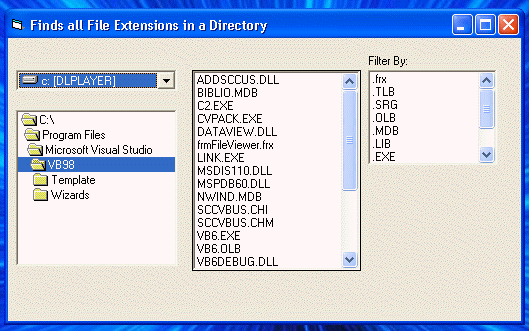 Finds all File Extensions in a Directory
c: [DLPLAYER]
C:\
Program Files
Microsoft Visual Studio
VB98
Template
Wizards
ADDSCCUS.DLL
BIBLIO.MDB
C2.EXE
CVPACK.EXE
DATAVIEW.DLL
frmFileViewer.frx
LINK.EXE
MSDIS110.DLL
MSPDB60.DLL
NWIND.MDB
SCCVBUS.CHI
SCCVBUS.CHM
VB6.EXE
VB6.OLB
VB6DEBUG.DLL
Filter By:
.frx
.TLB
.SRG
.OLB
.MDB
.LIB
.EXE